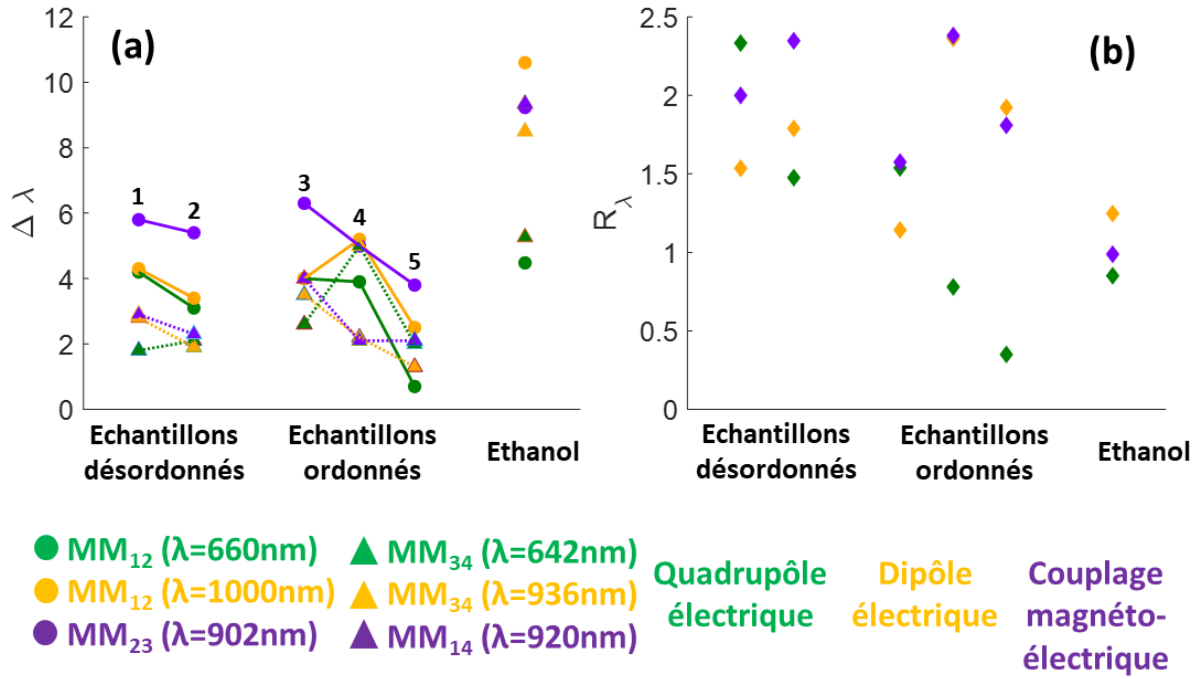 (a)
12
10
8
6
4
2
0
Δ λ
1
2
3
4
5
Echantillons
désordonnés
Echantillons
ordonnés
Ethanol
(b)
2.5
2
1.5
1
0.5
0
Rλ
Echantillons
désordonnés
Echantillons
ordonnés
Ethanol
MM12 (λ=660nm)
MM34 (λ=642nm)
MM12 (λ=1000nm)
MM34 (λ=936nm)
MM23 (λ=902nm)
MM14 (λ=920nm)
Quadrupôle
électrique
Dipôle
électrique
Couplage
magnéto-
électrique